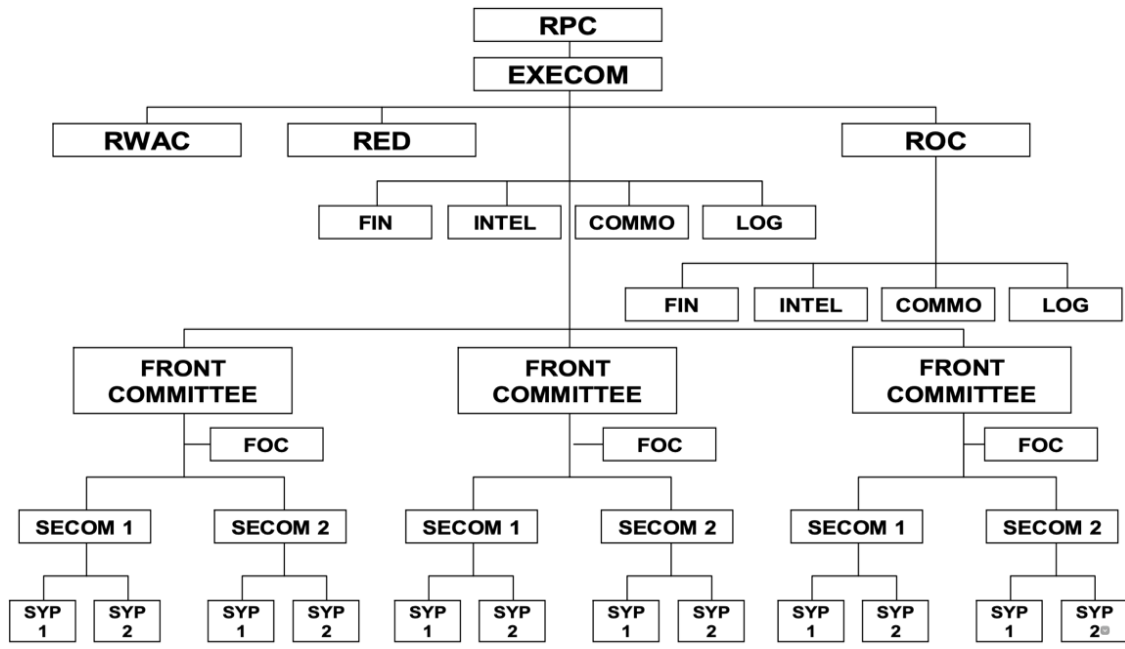 RPC
EXECOM
RWAC
RED
ROC
FIN
INTEL
COMMO
LOG
FIN
INTEL
COMMO
LOG
FRONT
COMMITTEE
FRONT
COMMITTEE
FRONT
COMMITTEE
FOC
FOC
FOC
SECOM 1
SECOM 2
SECOM 1
SECOM 2
SECOM 1
SECOM 2
SYP
1
SYP
2
SYP
1
SYP
2
SYP
1
SYP
2
SYP
1
SYP
2
SYP
1
SYP
2
SYP
1
SYP
2